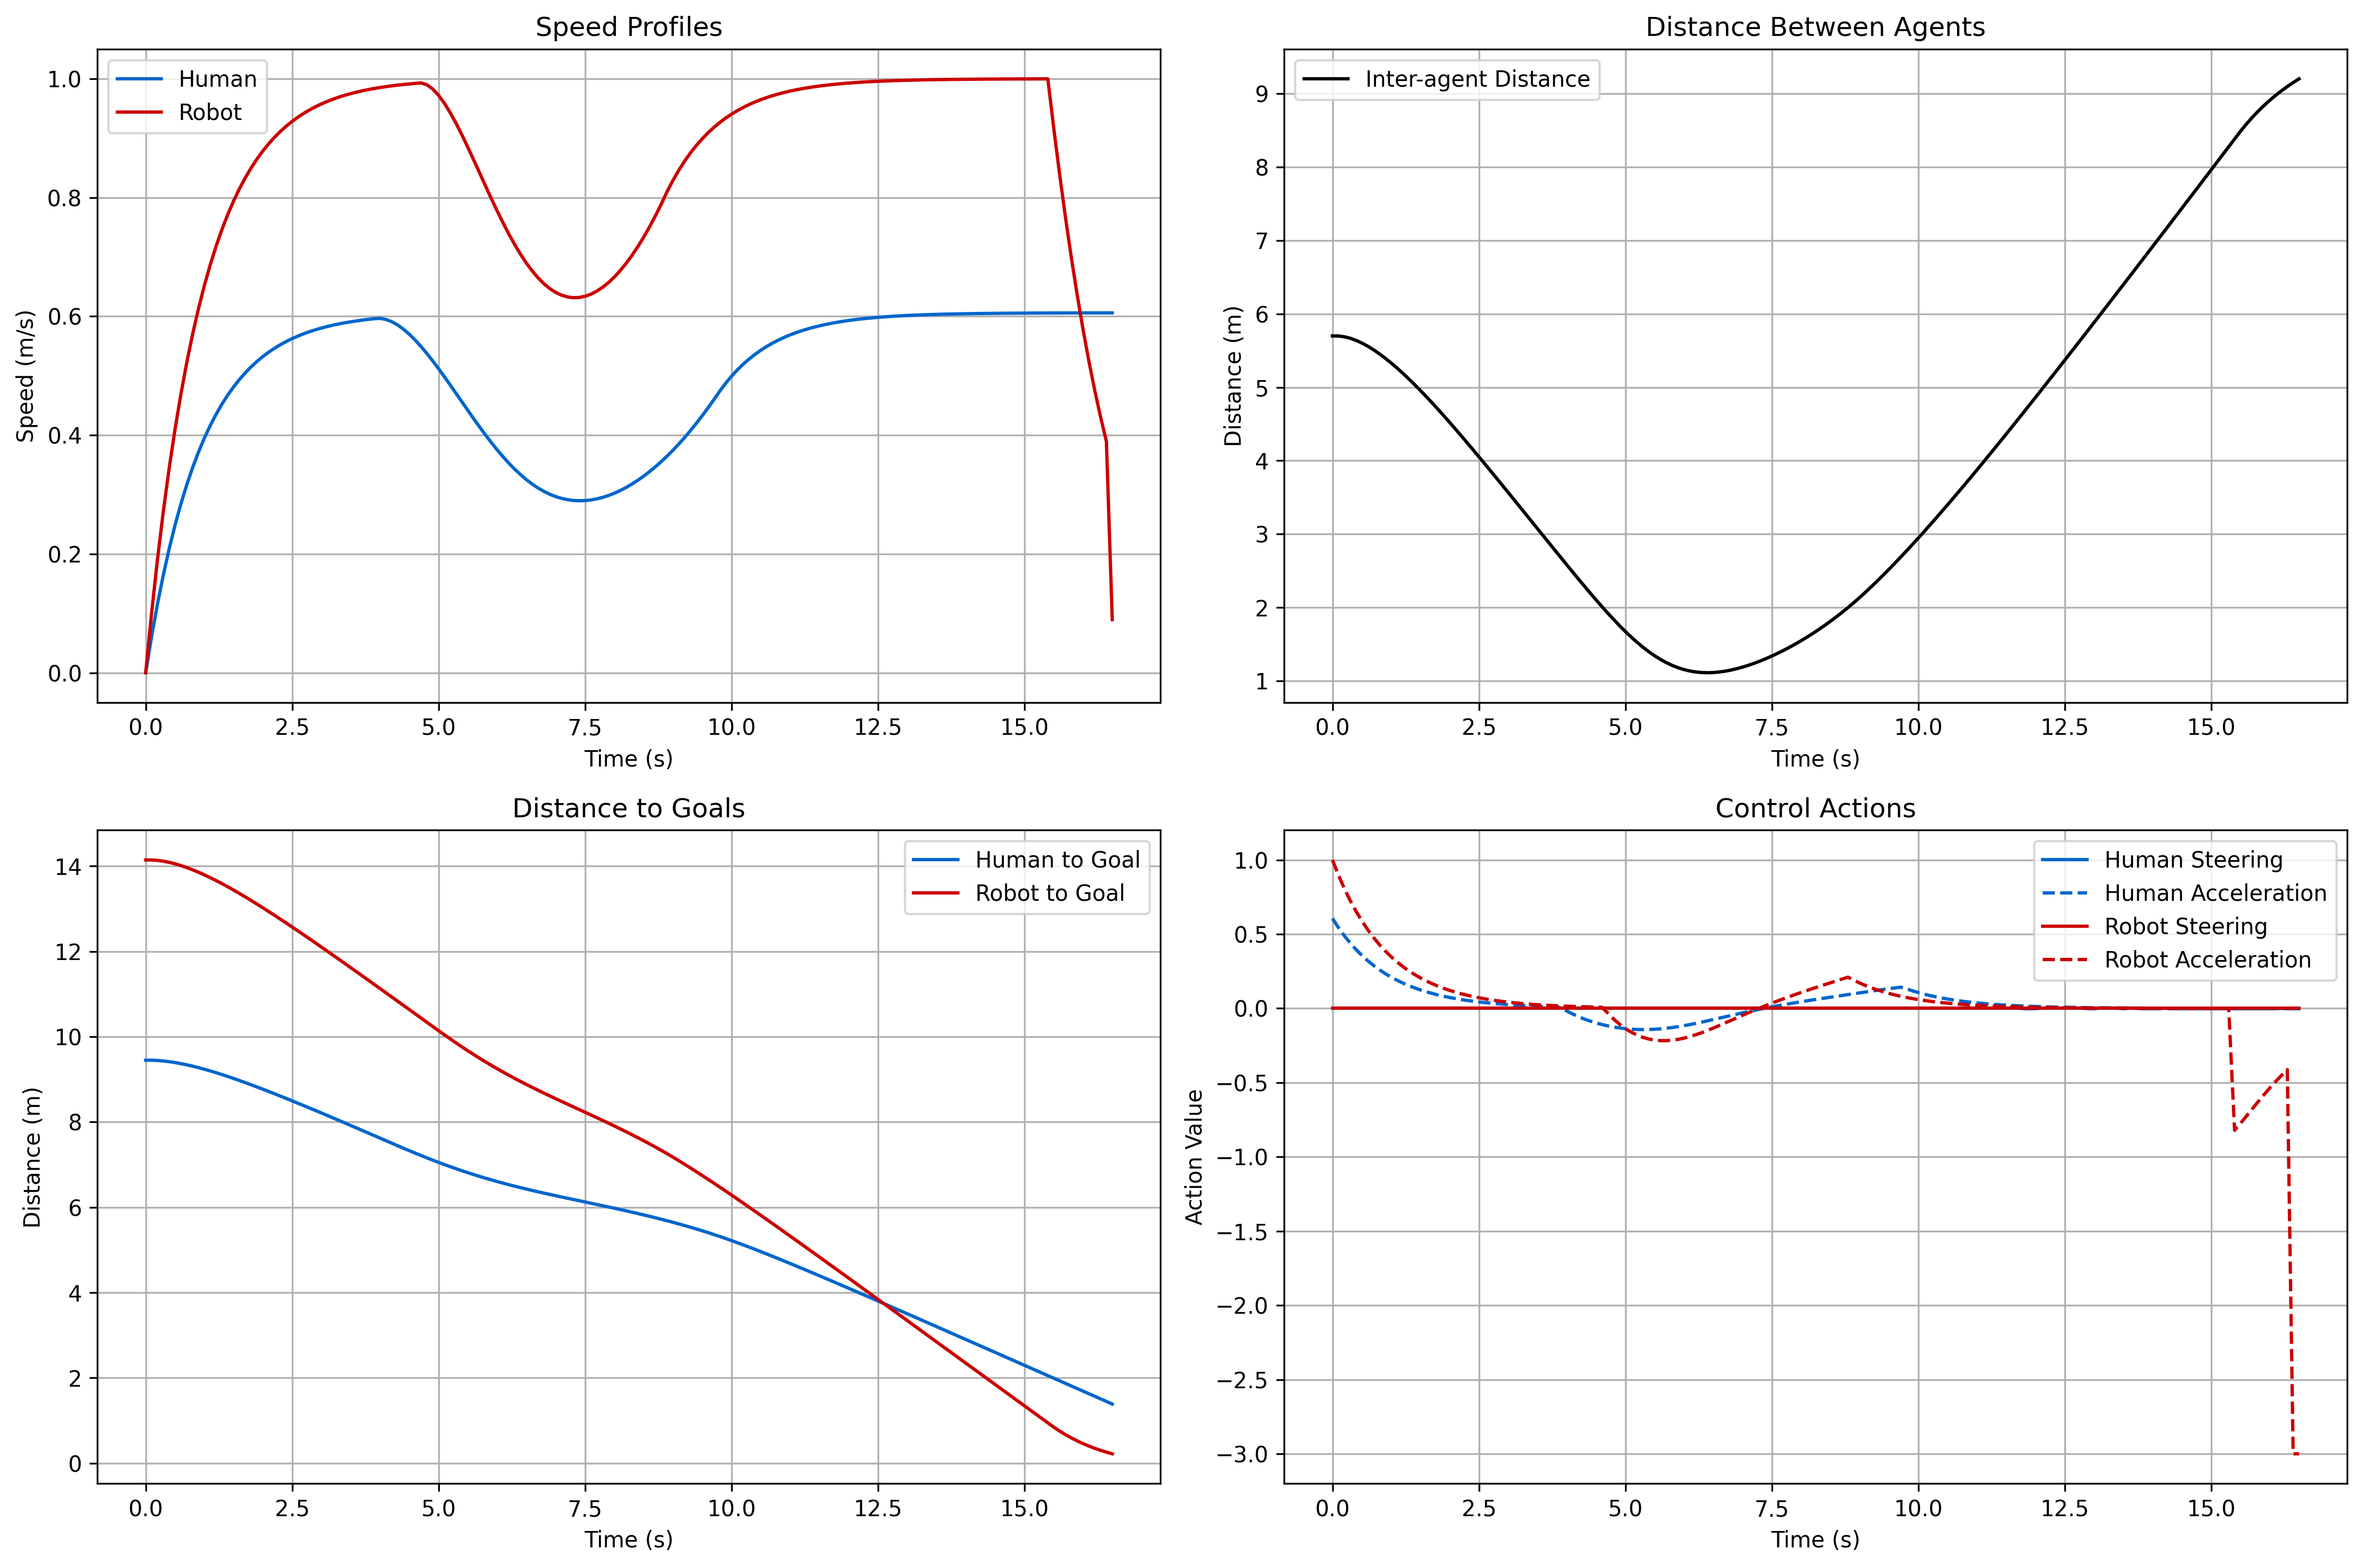 Speed Profiles
Human
Robot
1.0
0.8
0.6
0.4
0.2
0.0
Speed (m/s)
0.0 2.5 5.0 7.5 10.0 12.5 15.0
Time (s)
Distance Between Agents
Inter-agent Distance
9
8
7
6
5
4
3
2
1
Distance (m)
0.0 2.5 5.0 7.5 10.0 12.5 15.0
Time (s)
Distance to Goals
Human to Goal
Robot to Goal
14
12
10
8
6
4
2
0
Distance (m)
0.0 2.5 5.0 7.5 10.0 12.5 15.0
Time (s)
Control Actions
Human Steering
Human Acceleration
Robot Steering
Robot Acceleration
1.0
0.5
0.0
−0.5
−1.0
−1.5
−2.0
−2.5
−3.0
Action Value
0.0 2.5 5.0 7.5 10.0 12.5 15.0
Time (s)